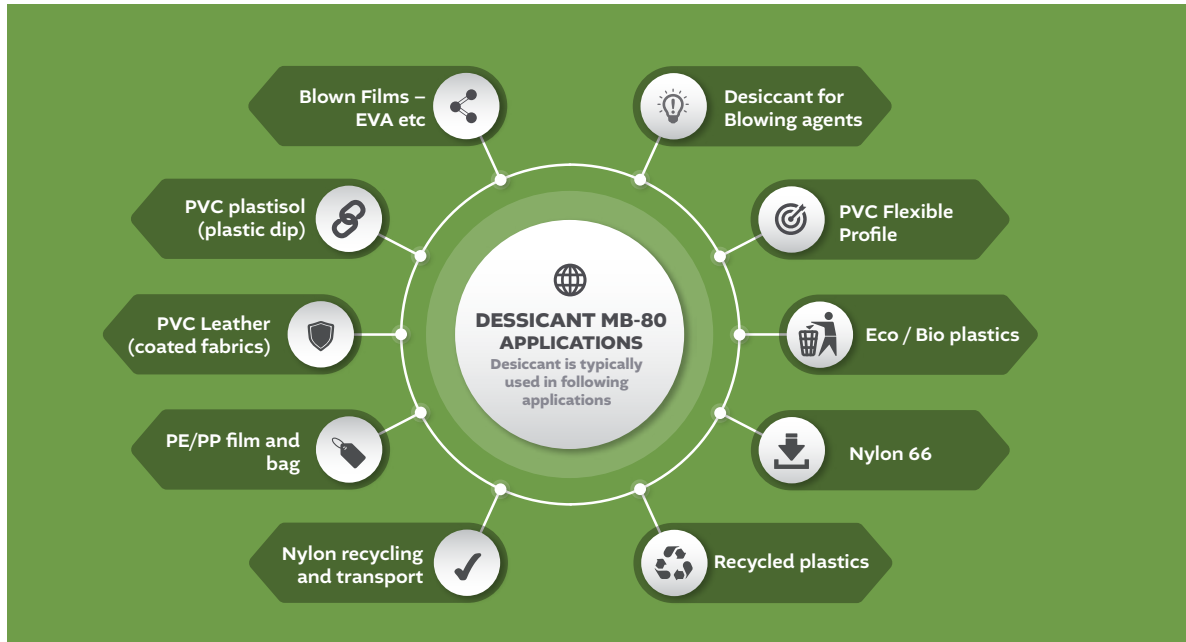 DESSICANT MB-80
APPLICATIONS
Desiccant is typically
used in following
applications
Blown Films –
EVA etc
PVC plastisol
(plastic dip)
PVC Leather
(coated fabrics)
PE/PP film and
bag
Nylon recycling
and transport
Desiccant for
Blowing agents
PVC Flexible
Profile
Eco / Bio plastics
Nylon 66
Recycled plastics